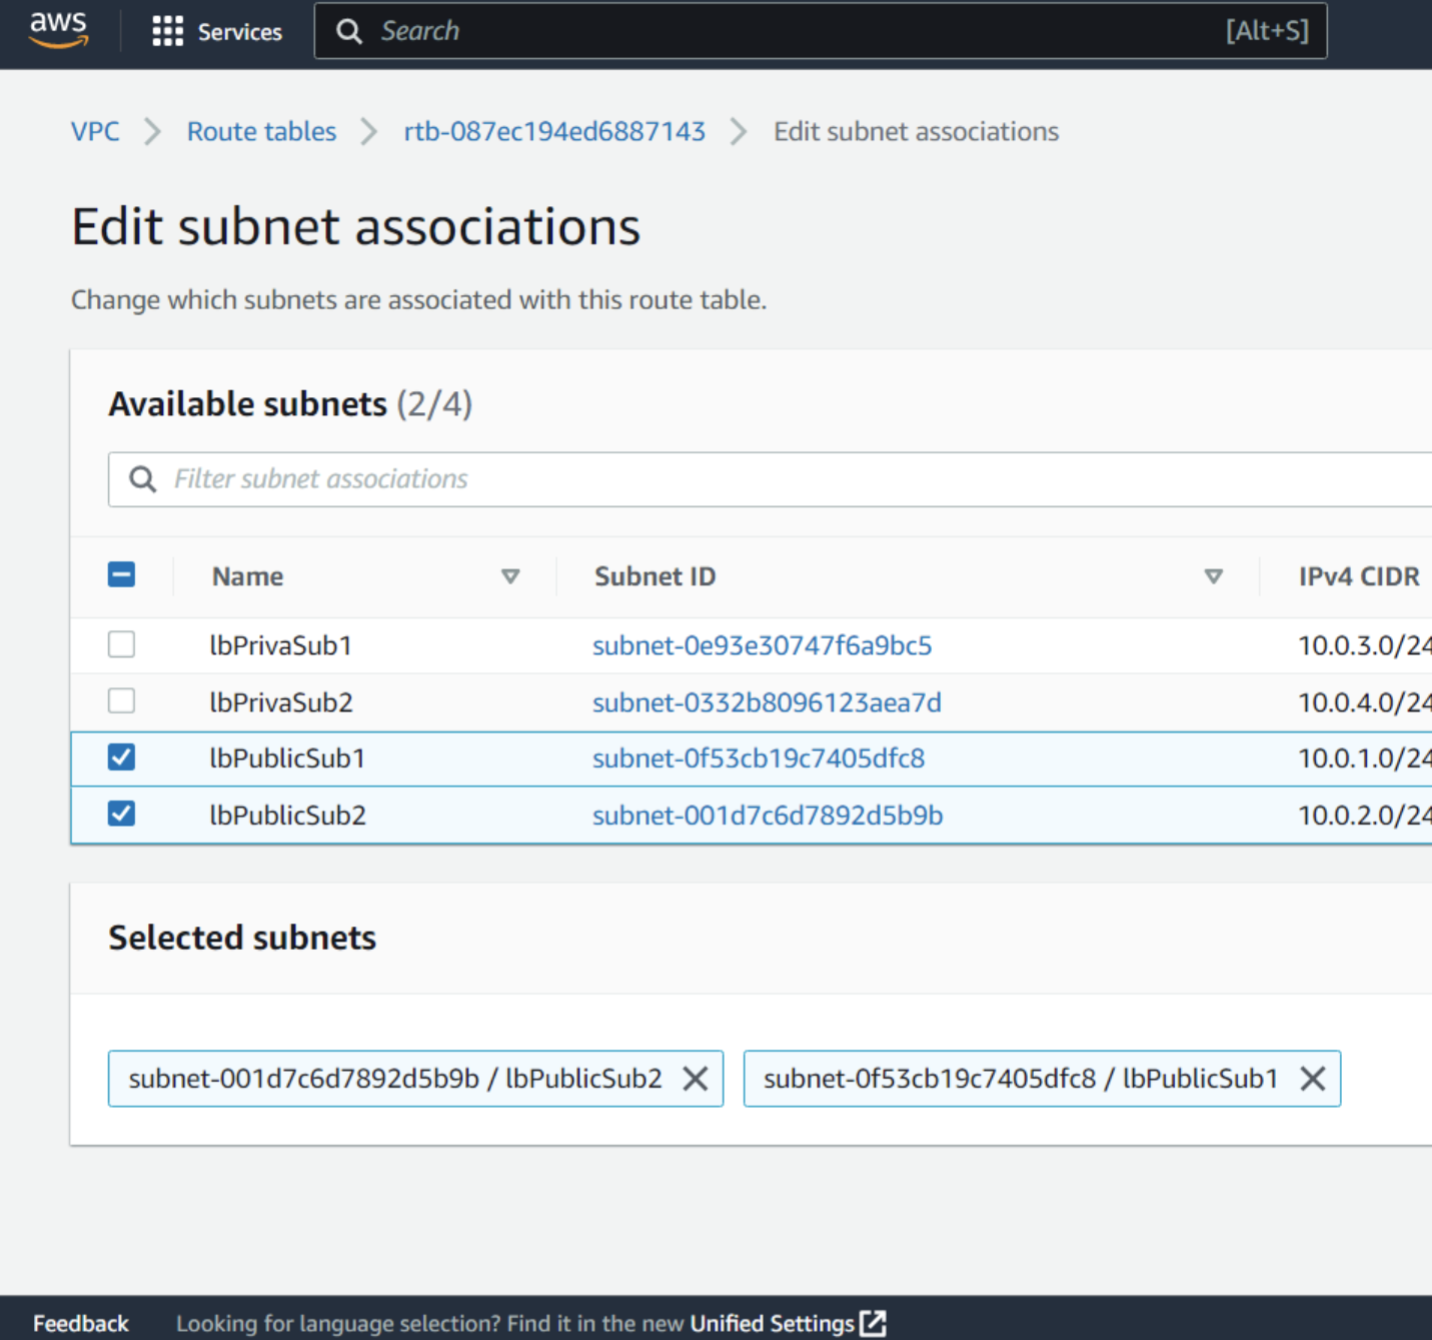 aws Services Search [Alt+S]
VPC Route tables rtb-087ec194ed6887143 Edit subnet associations
Edit subnet associations
Change which subnets are associated with this route table.
Available subnets (2/4)
Filter subnet associations
Name Subnet ID IPv4 CIDR
lbPrivaSub1 subnet-0e93e30747f6a9bc5 10.0.3.0/24
lbPrivaSub2 subnet-0332b8096123aea7d 10.0.4.0/24
lbPublicSub1 subnet-0f53cb19c7405dfc8 10.0.1.0/24
lbPublicSub2 subnet-001d7c6d7892d5b9b 10.0.2.0/24
Selected subnets
subnet-001d7c6d7892d5b9b / lbPublicSub2 subnet-0f53cb19c7405dfc8 / lbPublicSub1
Feedback Looking for language selection? Find it in the new Unified Settings